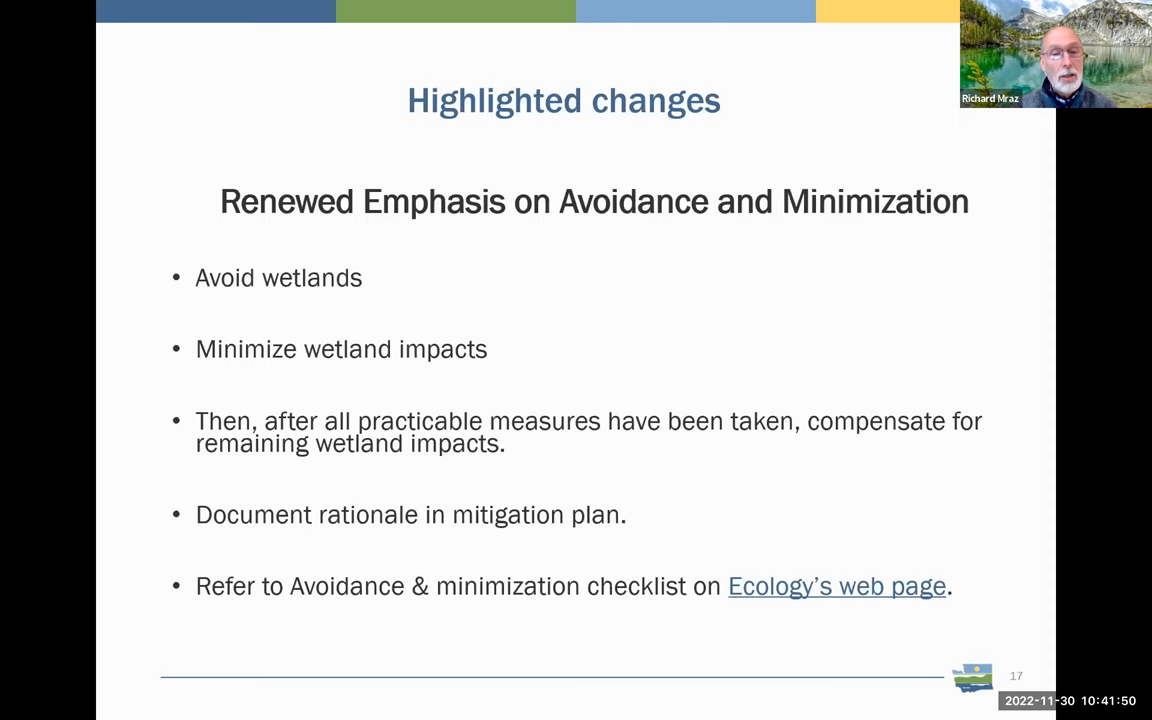 Highlighted changes
Richard Mraz
Renewed Emphasis on Avoidance and Minimization
• Avoid wetlands
• Minimize wetland impacts
• Then, after all practicable measures have been taken, compensate for
remaining wetland impacts.
• Document rationale in mitigation plan.
• Refer to Avoidance & minimization checklist on Ecology’s web page.
17
2022-11-30 10:41:50